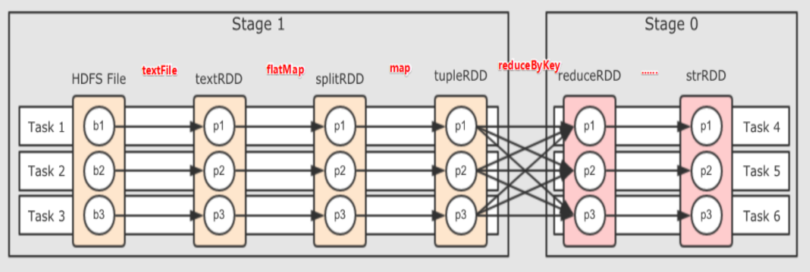 Stage 1
Stage 0
HDFS File
textFile
textRDD
flatMap
splitRDD
map
tupleRDD
reduceByKey
reduceRDD
......
strRDD
Task 1 b1 p1 p1 p1 p1 p1 Task 4
Task 2 b2 p2 p2 p2 p2 p2 Task 5
Task 3 b3 p3 p3 p3 p3 p3 Task 6